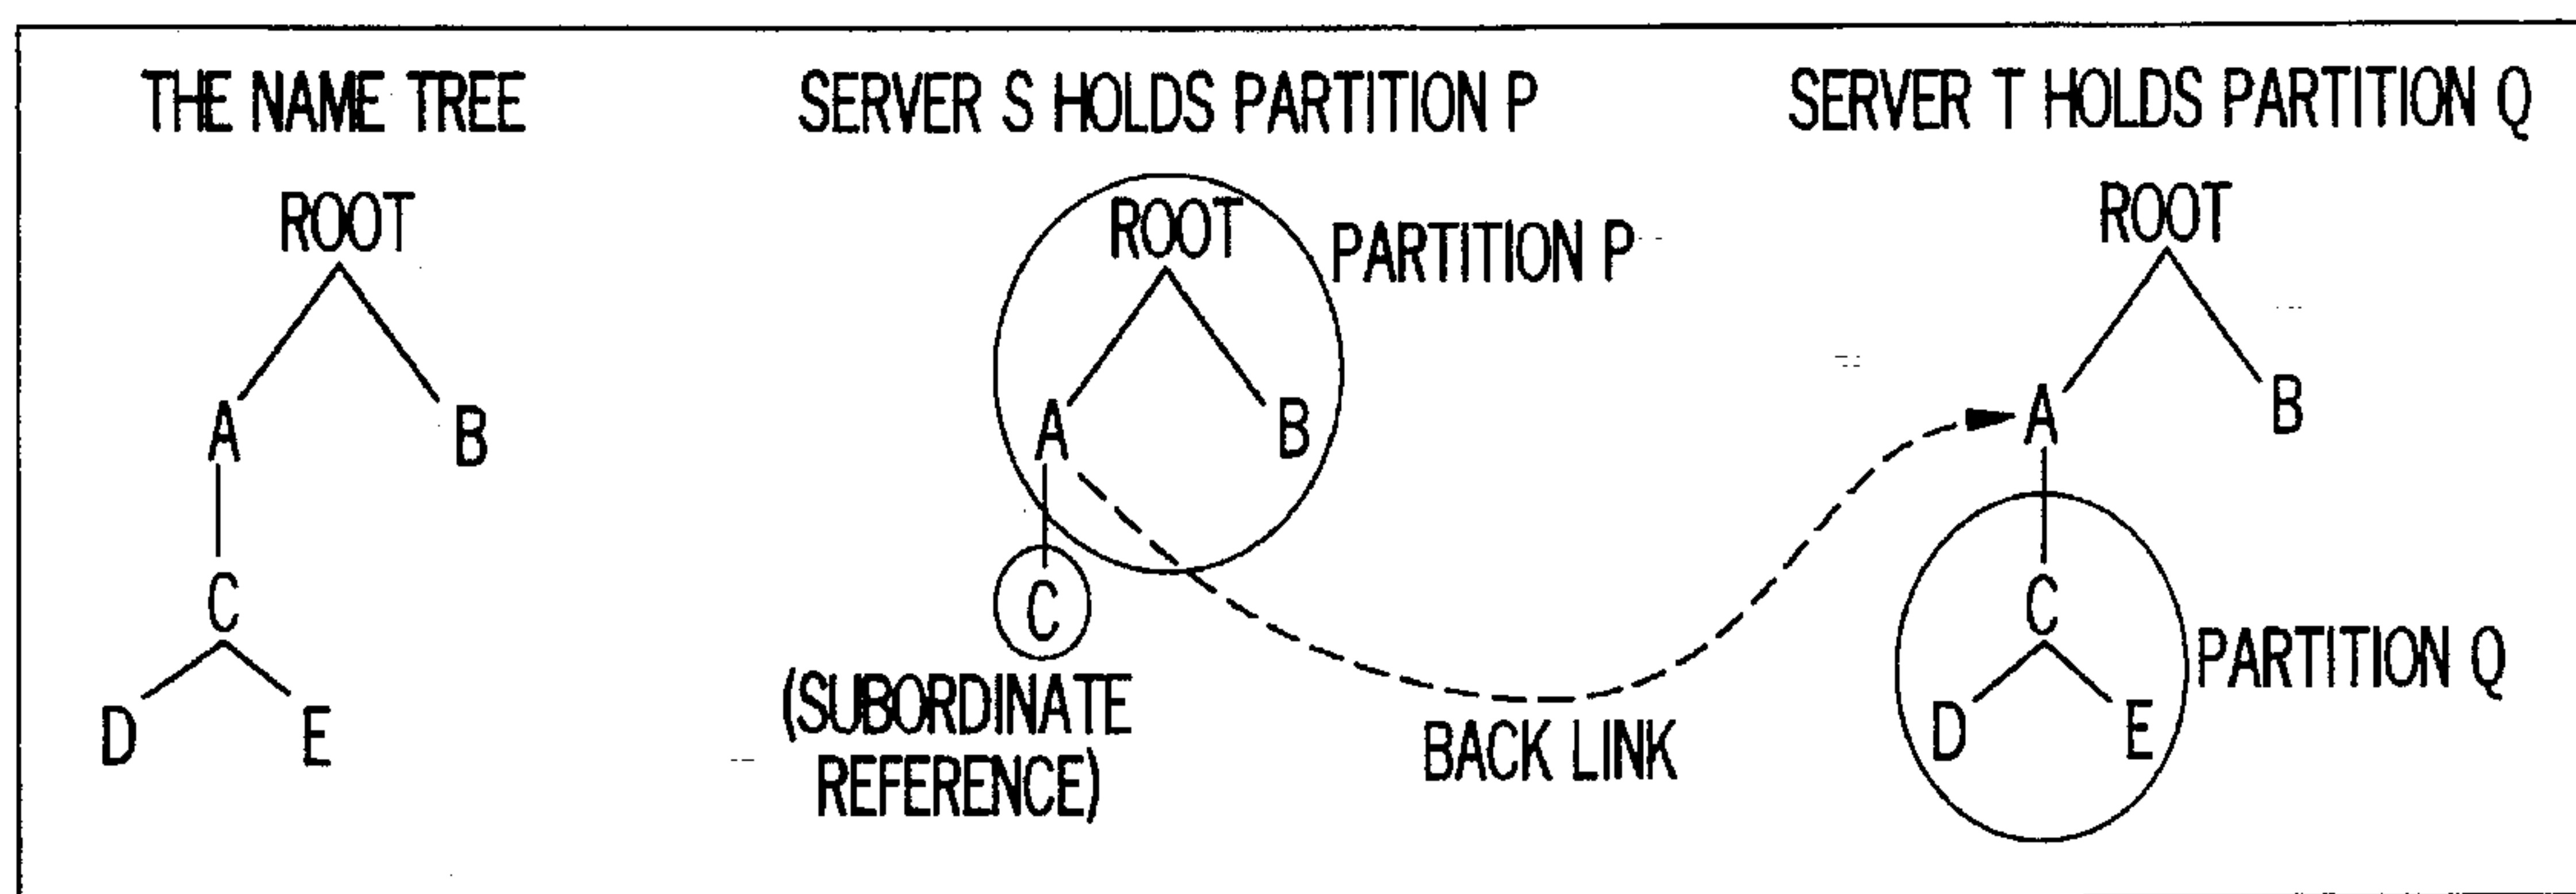 THE NAME TREE
ROOT
A
B
C
D
E
SERVER S HOLDS PARTITION P
ROOT
PARTITION P
A
B
C
(SUBORDINATE
REFERENCE)
BACK LINK
SERVER T HOLDS PARTITION Q
ROOT
A
B
C
PARTITION Q
D
E